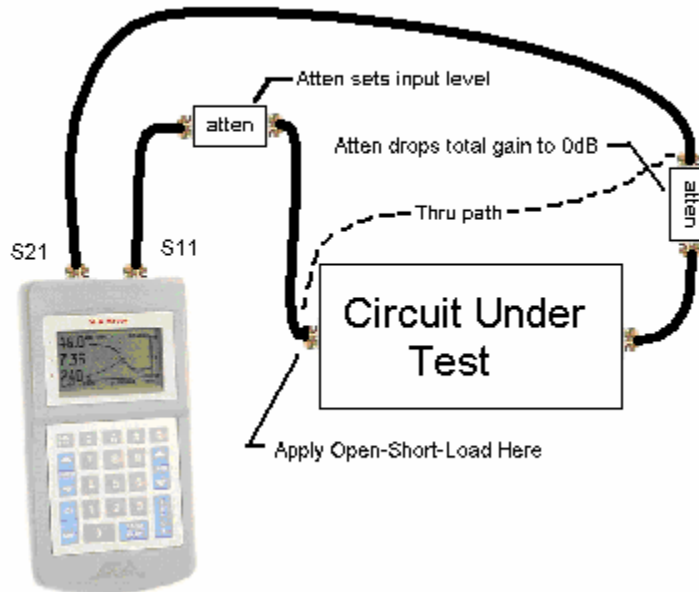 Atten sets input level
atten
Atten drops total gain to 0dB
atten
Thru path
S21
S11
Circuit Under
Test
Apply Open-Short-Load Here